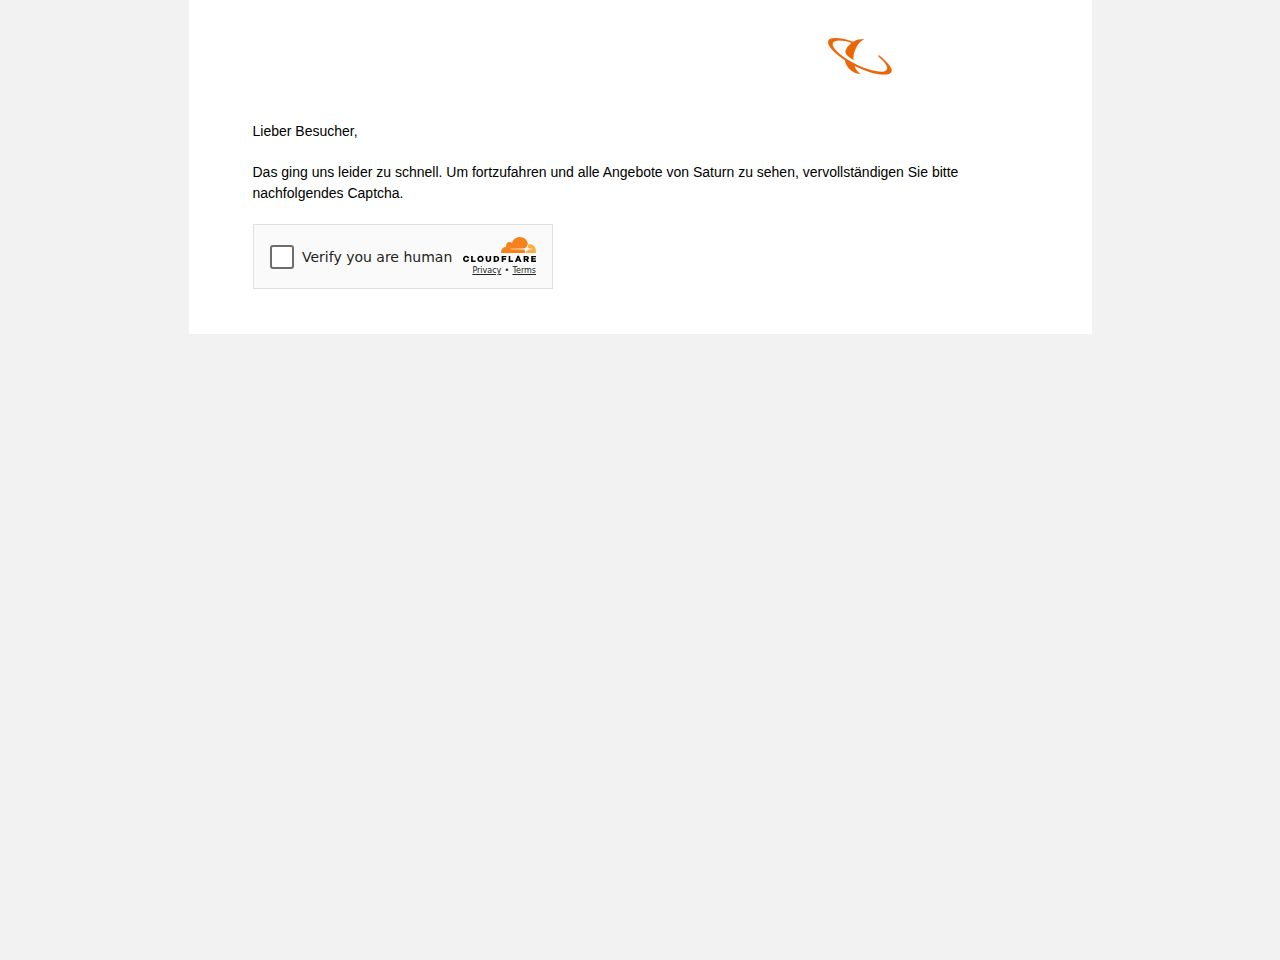 Lieber Besucher,
Das ging uns leider zu schnell. Um fortzufahren und alle Angebote von Saturn zu sehen, vervollständigen Sie bitte
nachfolgendes Captcha.
Verify you are human
CLOUDFLARE
Privacy • Terms